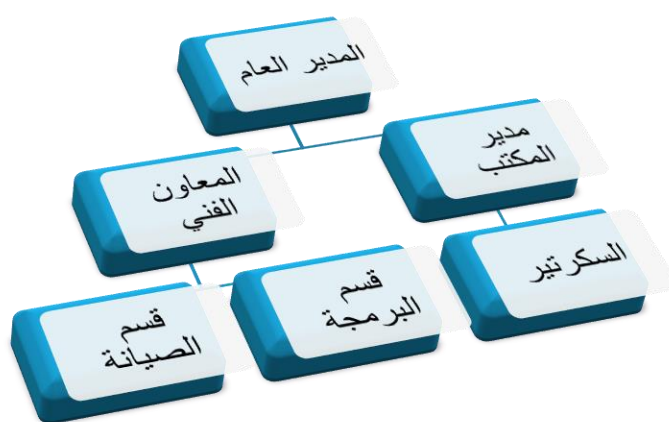 المدير العام
مدير
المكتب
المعاون
الفني
السكرتير
قسم
البرمجة
قسم
الصيانة